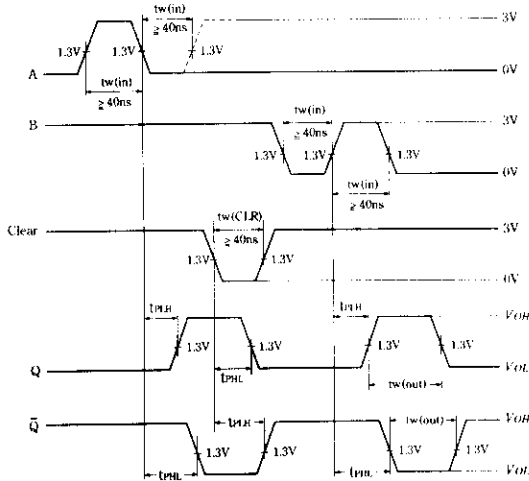 tw(in)
≧ 40ns
3V
1.3V 1.3V 1.3V
A
tw(in)
≧ 40ns
0V
B
tw(in)
≧ 40ns
3V
1.3V 1.3V 1.3V
tw(in)
≧ 40ns
0V
Clear
tw(CLR)
≧ 40ns
3V
1.3V 1.3V
0V
tPLH tPLH
VOH
1.3V 1.3V 1.3V 1.3V
Q
tPHL
VOL
tw(out)
Q̄
tPLH
tw(out)
VOH
1.3V 1.3V 1.3V 1.3V
tPHL tPHL
VOL